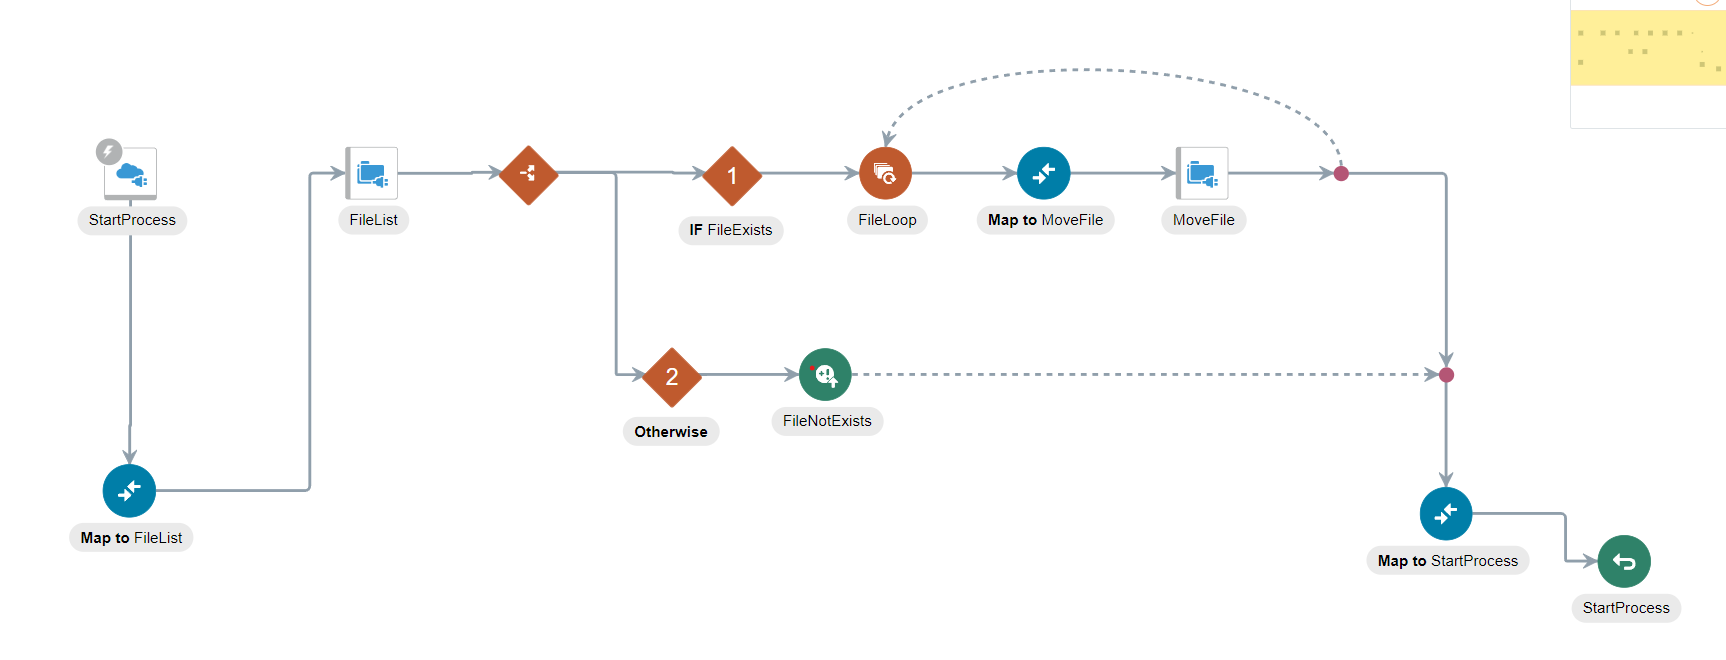 StartProcess
FileList
1
IF FileExists
FileLoop
Map to MoveFile
MoveFile
2
Otherwise
FileNotExists
Map to FileList
Map to StartProcess
StartProcess